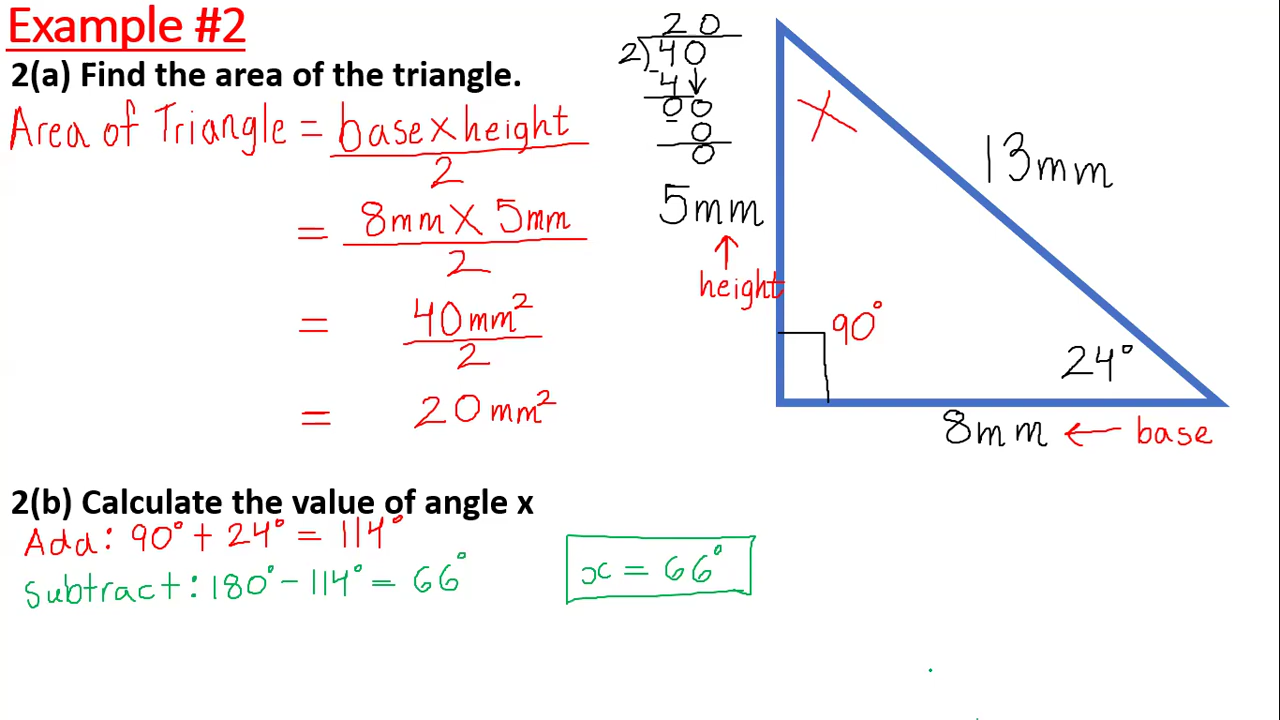 Example #2
2(a) Find the area of the triangle.
Area of Triangle = base x height
2
= 8mm x 5mm
2
= 40mm²
2
= 20mm²
20
2)40
-4
00
-0
0
x
13mm
5mm
height
90°
24°
8mm ← base
2(b) Calculate the value of angle x
Add: 90° + 24° = 114°
Subtract: 180° - 114° = 66°
x = 66°